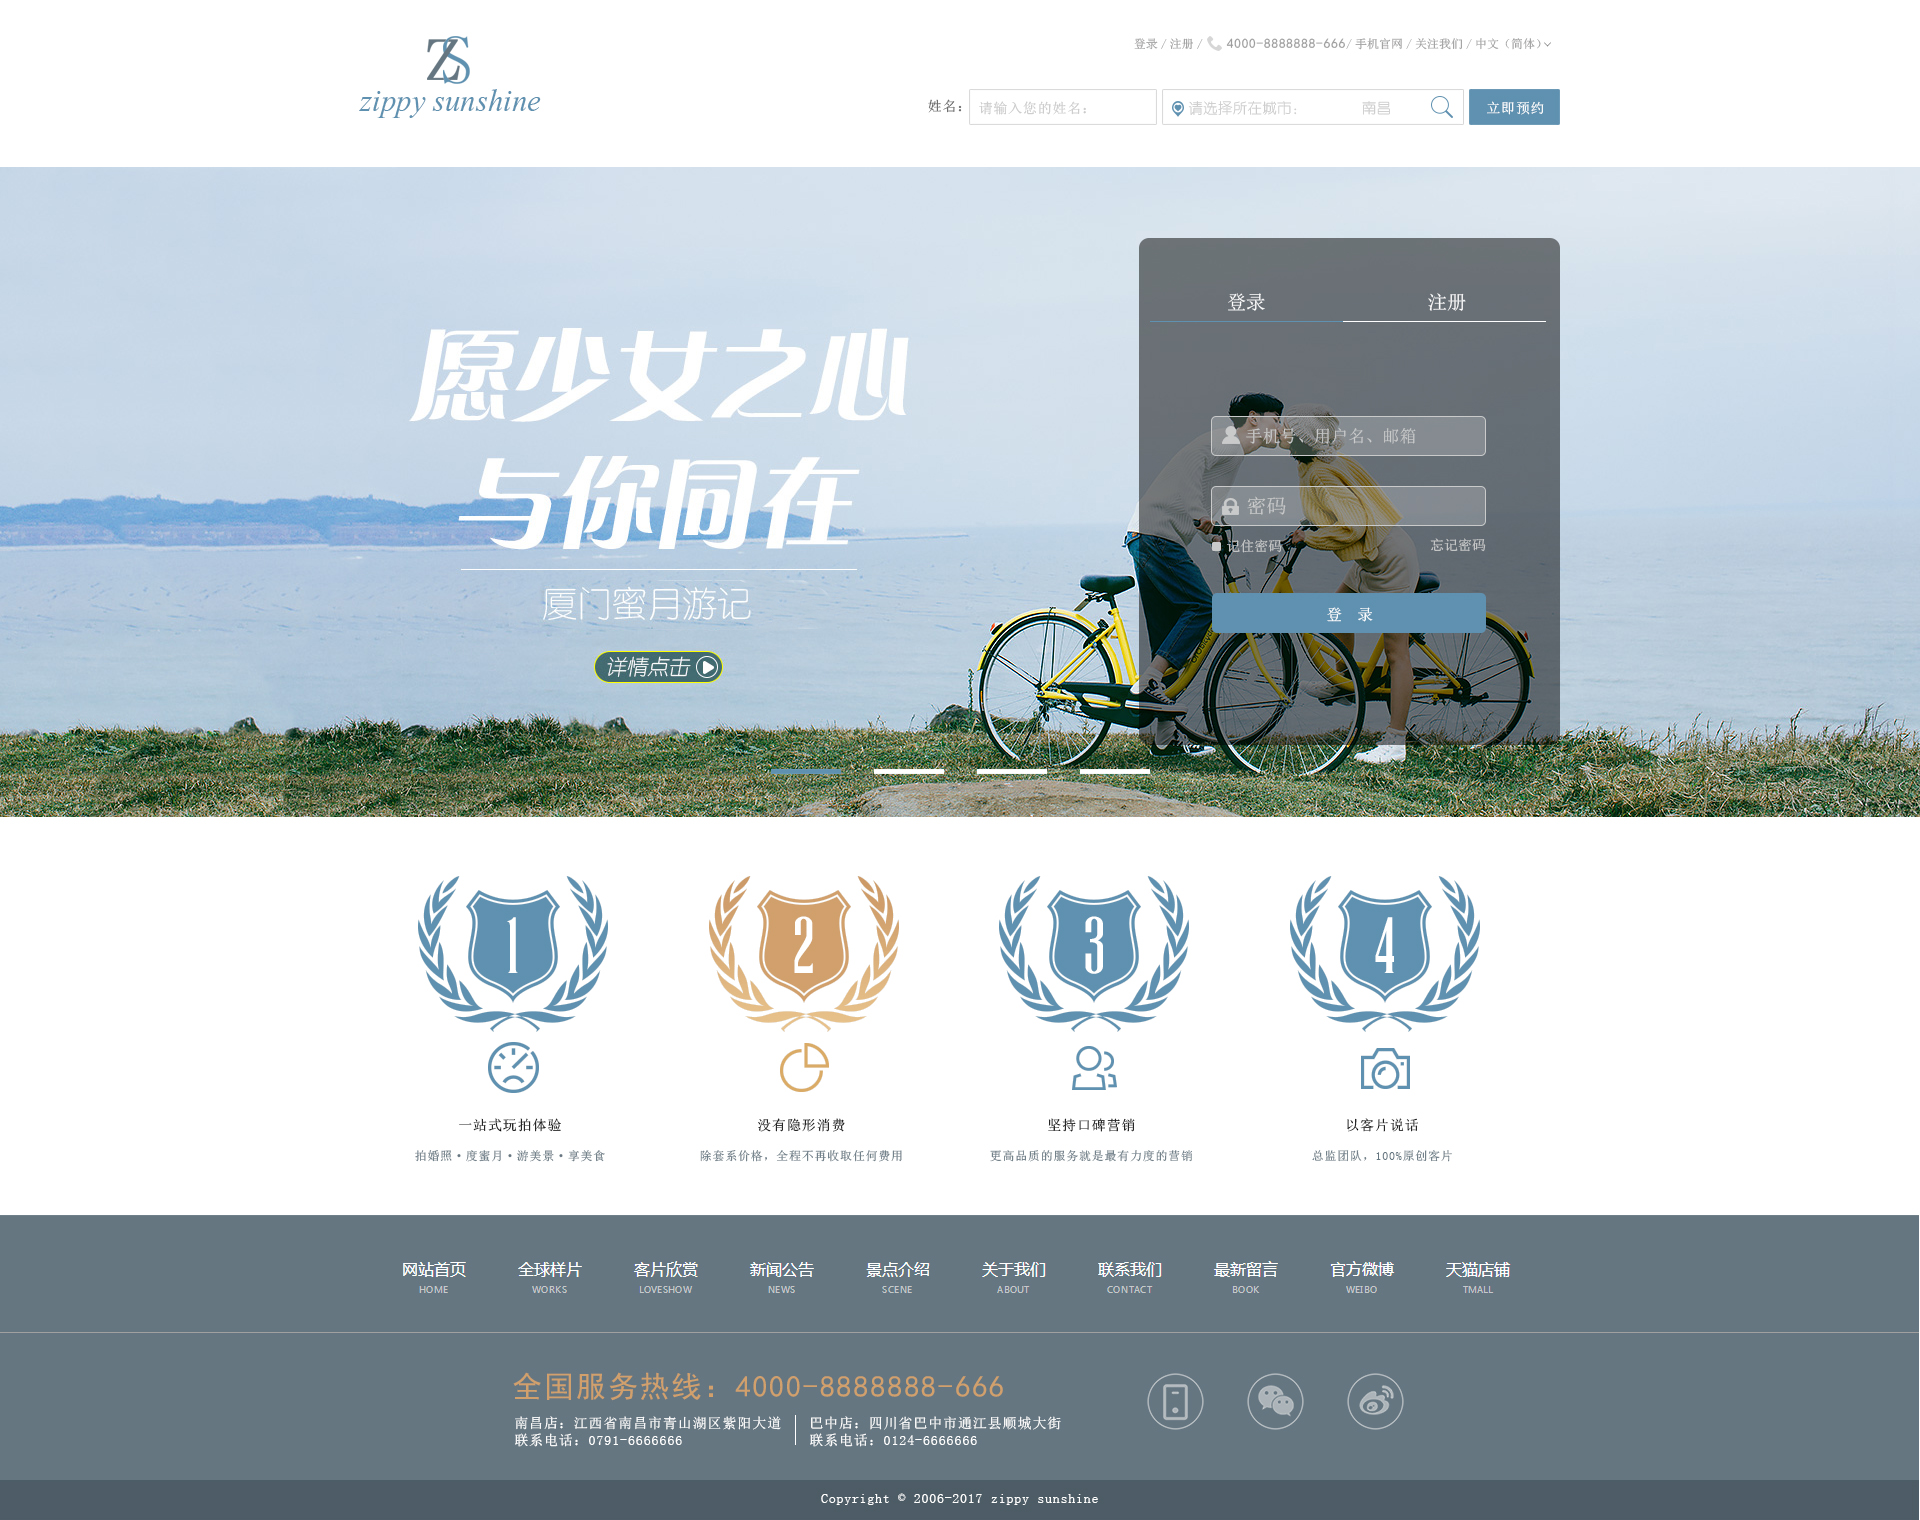 ZS
zippy sunshine
登录 / 注册 / 4000-8888888-666/ 手机官网 / 关注我们 / 中文（简体）
姓名： 请输入您的姓名： 请选择所在城市： 南昌 立即预约
登录 注册
愿少女之心
与你同在
厦门蜜月游记
详情点击
手机号、用户名、邮箱
密码
记住密码 忘记密码
登 录
1 2 3 4
一站式玩拍体验 没有隐形消费 坚持口碑营销 以客片说话
拍婚照·度蜜月·游美景·享美食 除套系价格，全程不再收取任何费用 更高品质的服务就是最有力度的营销 总监团队，100%原创客片
网站首页 全球样片 客片欣赏 新闻公告 景点介绍 关于我们 联系我们 最新留言 官方微博 天猫店铺
HOME WORKS LOVESHOW NEWS SCENE ABOUT CONTACT BOOK WEIBO TMALL
全国服务热线：4000-8888888-666
南昌店：江西省南昌市青山湖区紫阳大道 巴中店：四川省巴中市通江县顺城大街
联系电话：0791-6666666 联系电话：0124-6666666
Copyright © 2006-2017 zippy sunshine